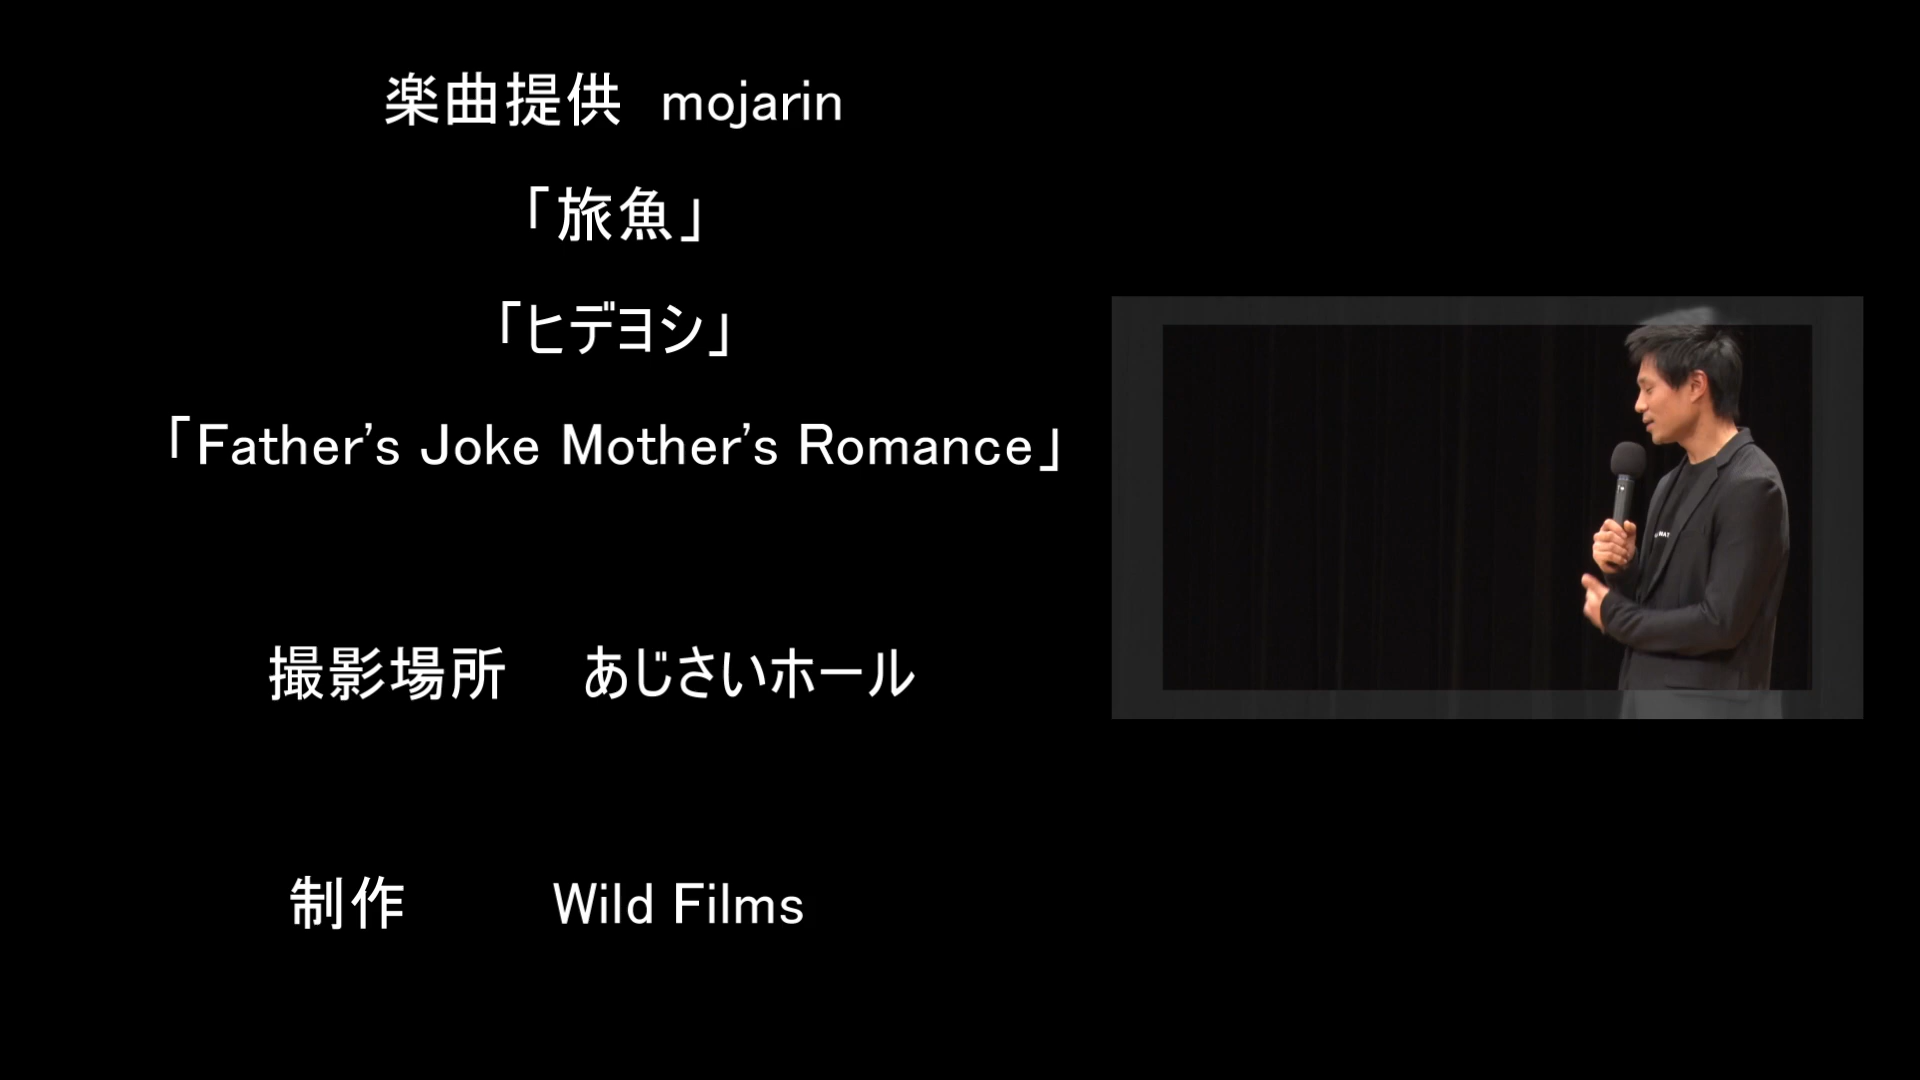 楽曲提供　mojarin
「旅魚」
「ヒデヨシ」
「Father’s Joke Mother’s Romance」
撮影場所　あじさいホール
制作　Wild Films